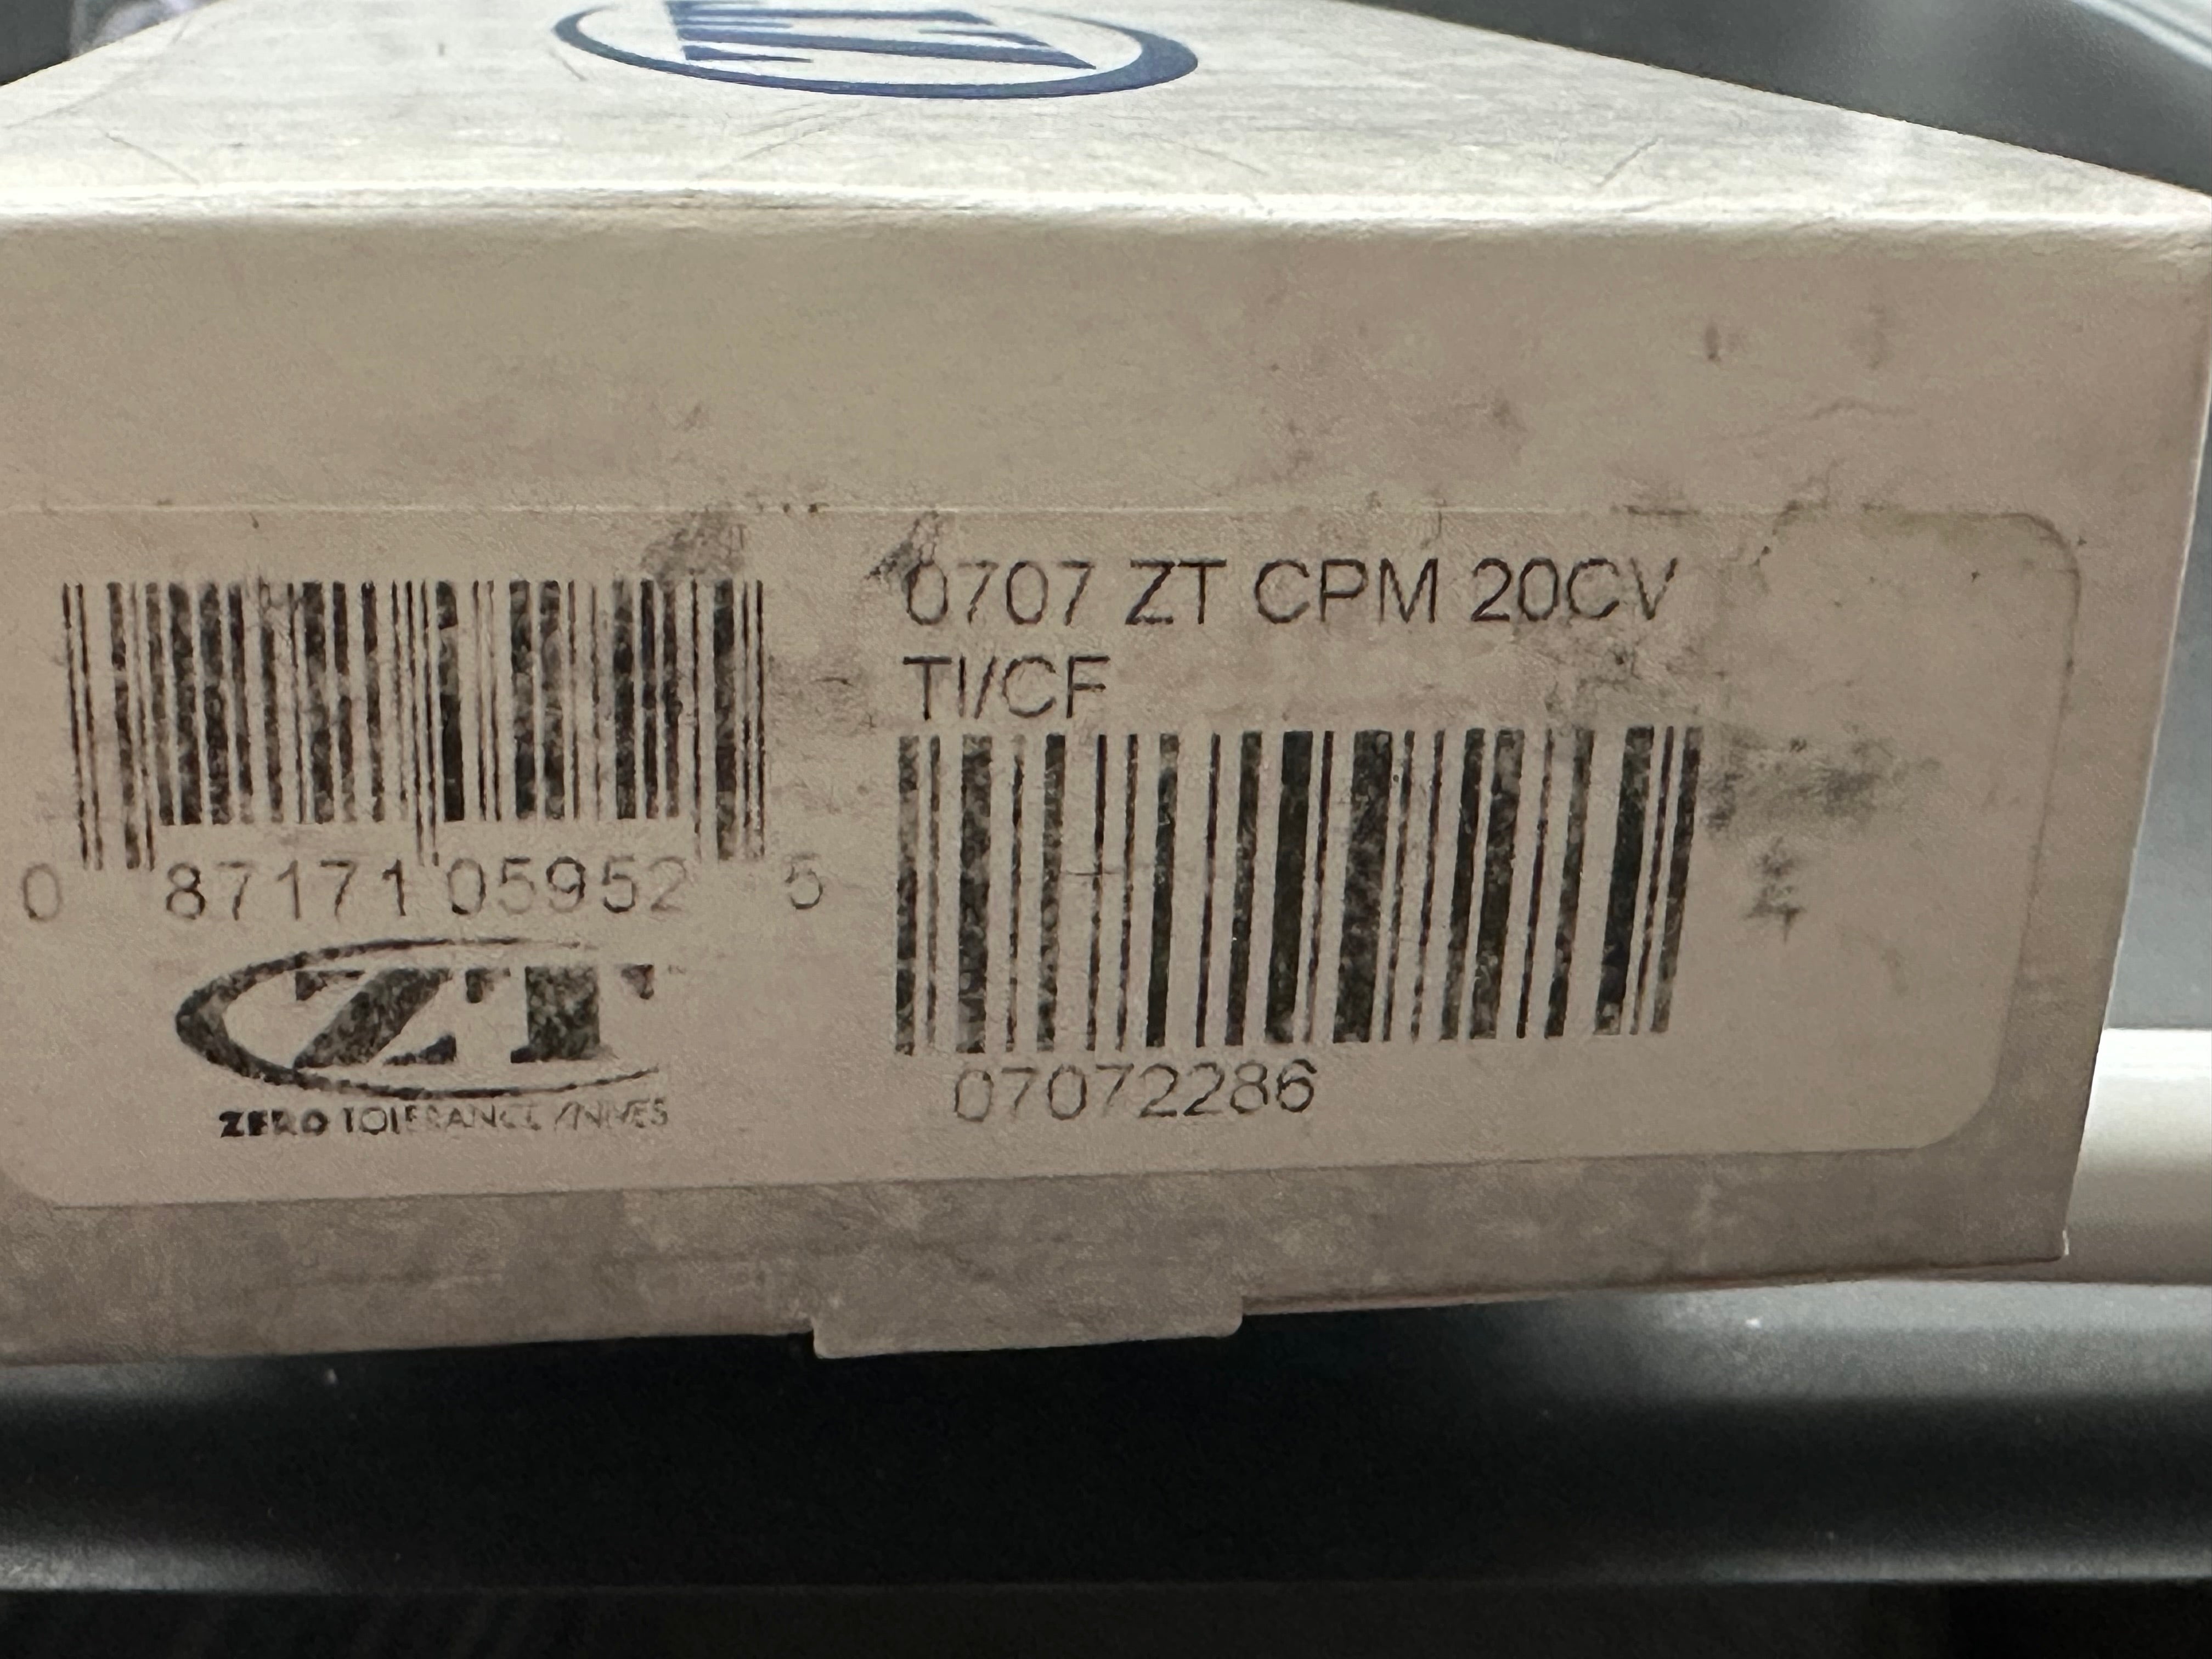 0707 ZT CPM 20CV
TI/CF
0 87171 05952 5
ZT
ZERO TOLERANCE KNIVES
07072286